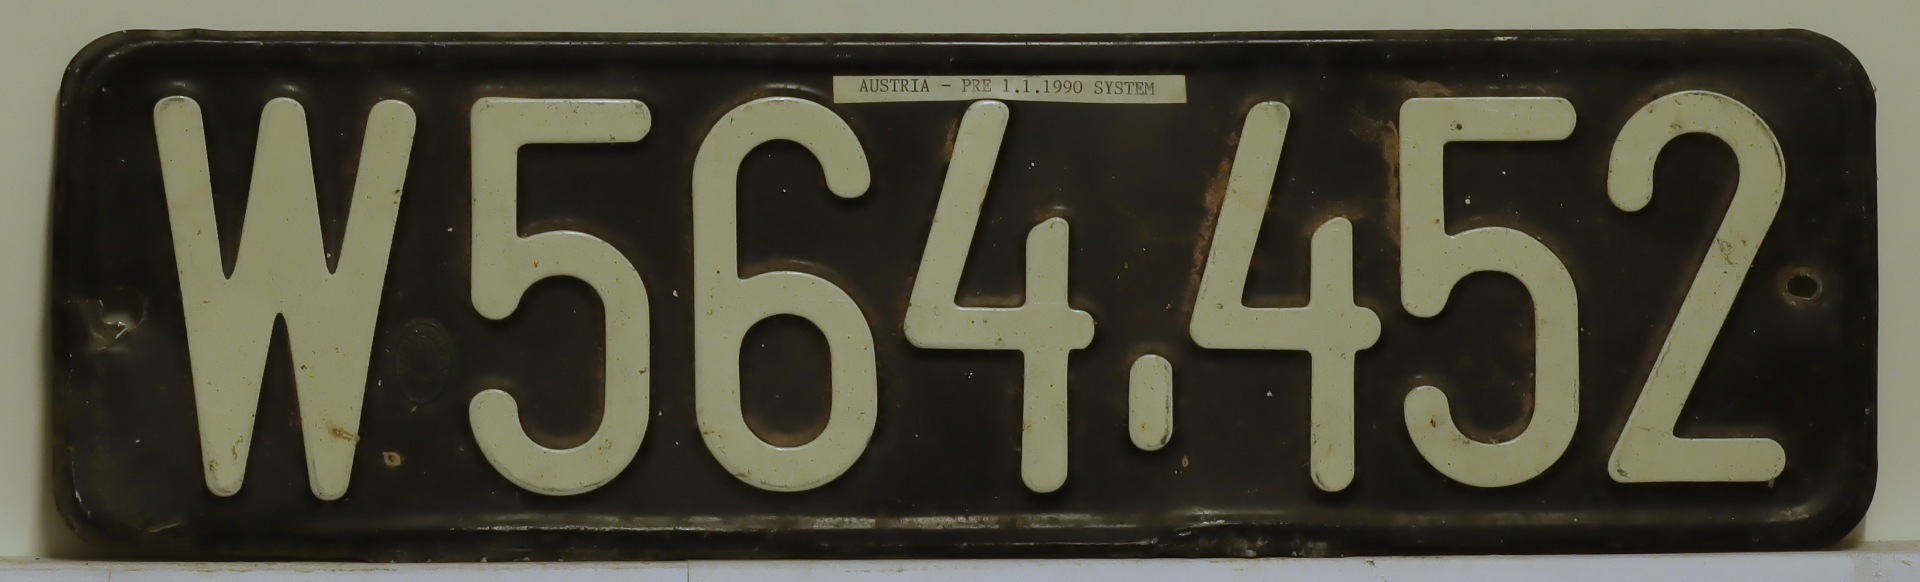 AUSTRIA - PRE 1.1.1990 SYSTEM
W564.452